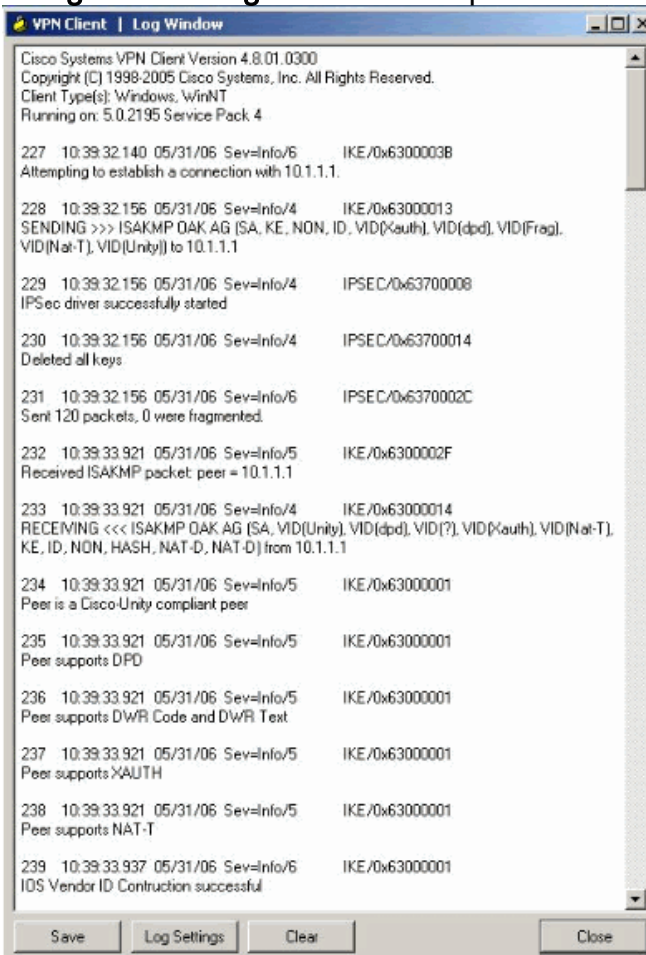 VPN Client | Log Window
Cisco Systems VPN Client Version 4.8.01.0300
Copyright (C) 1998-2005 Cisco Systems, Inc. All Rights Reserved.
Client Type(s): Windows, WinNT
Running on: 5.0.2195 Service Pack 4
227 10:39:32.140 05/31/06 Sev=Info/6 IKE/0x6300003B
Attempting to establish a connection with 10.1.1.1.
228 10:39:32.156 05/31/06 Sev=Info/4 IKE/0x63000013
SENDING >>> ISAKMP OAK AG (SA, KE, NON, ID, VID(Xauth), VID(dpd), VID(Frag),
VID(Nat-T), VID(Unity)) to 10.1.1.1
229 10:39:32.156 05/31/06 Sev=Info/4 IPSEC/0x63700008
IPSec driver successfully started
230 10:39:32.156 05/31/06 Sev=Info/4 IPSEC/0x63700014
Deleted all keys
231 10:39:32.156 05/31/06 Sev=Info/6 IPSEC/0x6370002C
Sent 120 packets, 0 were fragmented.
232 10:39:33.921 05/31/06 Sev=Info/5 IKE/0x6300002F
Received ISAKMP packet: peer = 10.1.1.1
233 10:39:33.921 05/31/06 Sev=Info/4 IKE/0x63000014
RECEIVING <<< ISAKMP OAK AG (SA, VID(Unity), VID(dpd), VID(?), VID(Xauth), VID(Nat-T),
KE, ID, NON, HASH, NAT-D, NAT-D) from 10.1.1.1
234 10:39:33.921 05/31/06 Sev=Info/5 IKE/0x63000001
Peer is a Cisco-Unity compliant peer
235 10:39:33.921 05/31/06 Sev=Info/5 IKE/0x63000001
Peer supports DPD
236 10:39:33.921 05/31/06 Sev=Info/5 IKE/0x63000001
Peer supports DWR Code and DWR Text
237 10:39:33.921 05/31/06 Sev=Info/5 IKE/0x63000001
Peer supports XAUTH
238 10:39:33.921 05/31/06 Sev=Info/5 IKE/0x63000001
Peer supports NAT-T
239 10:39:33.937 05/31/06 Sev=Info/6 IKE/0x63000001
IOS Vendor ID Contruction successful
Save Log Settings Clear Close